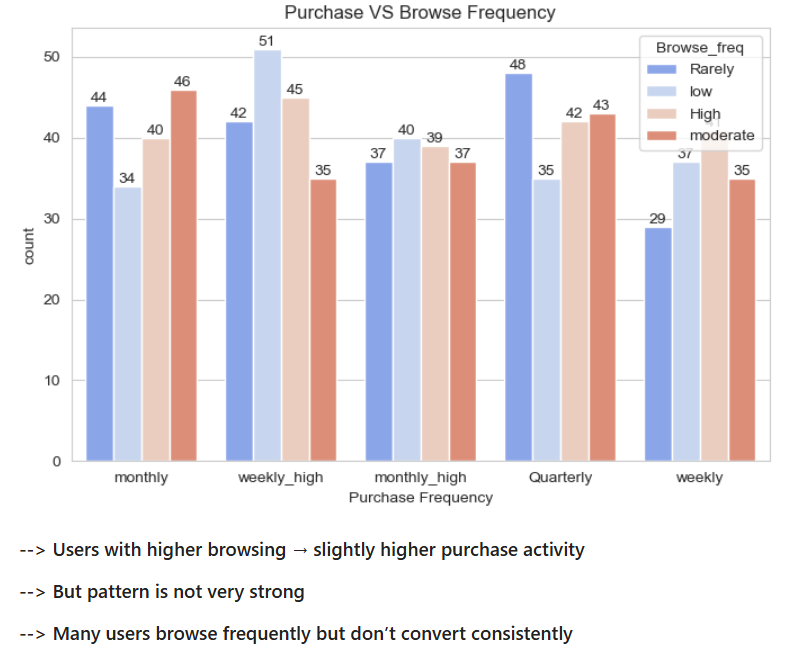 Purchase VS Browse Frequency
Browse_freq
Rarely
low
High
moderate
count
50
40
30
20
10
0
44
34
40
46
42
51
45
35
37
40
39
37
48
35
42
43
29
37
41
35
monthly
weekly_high
monthly_high
Quarterly
weekly
Purchase Frequency
--> Users with higher browsing → slightly higher purchase activity
--> But pattern is not very strong
--> Many users browse frequently but don’t convert consistently